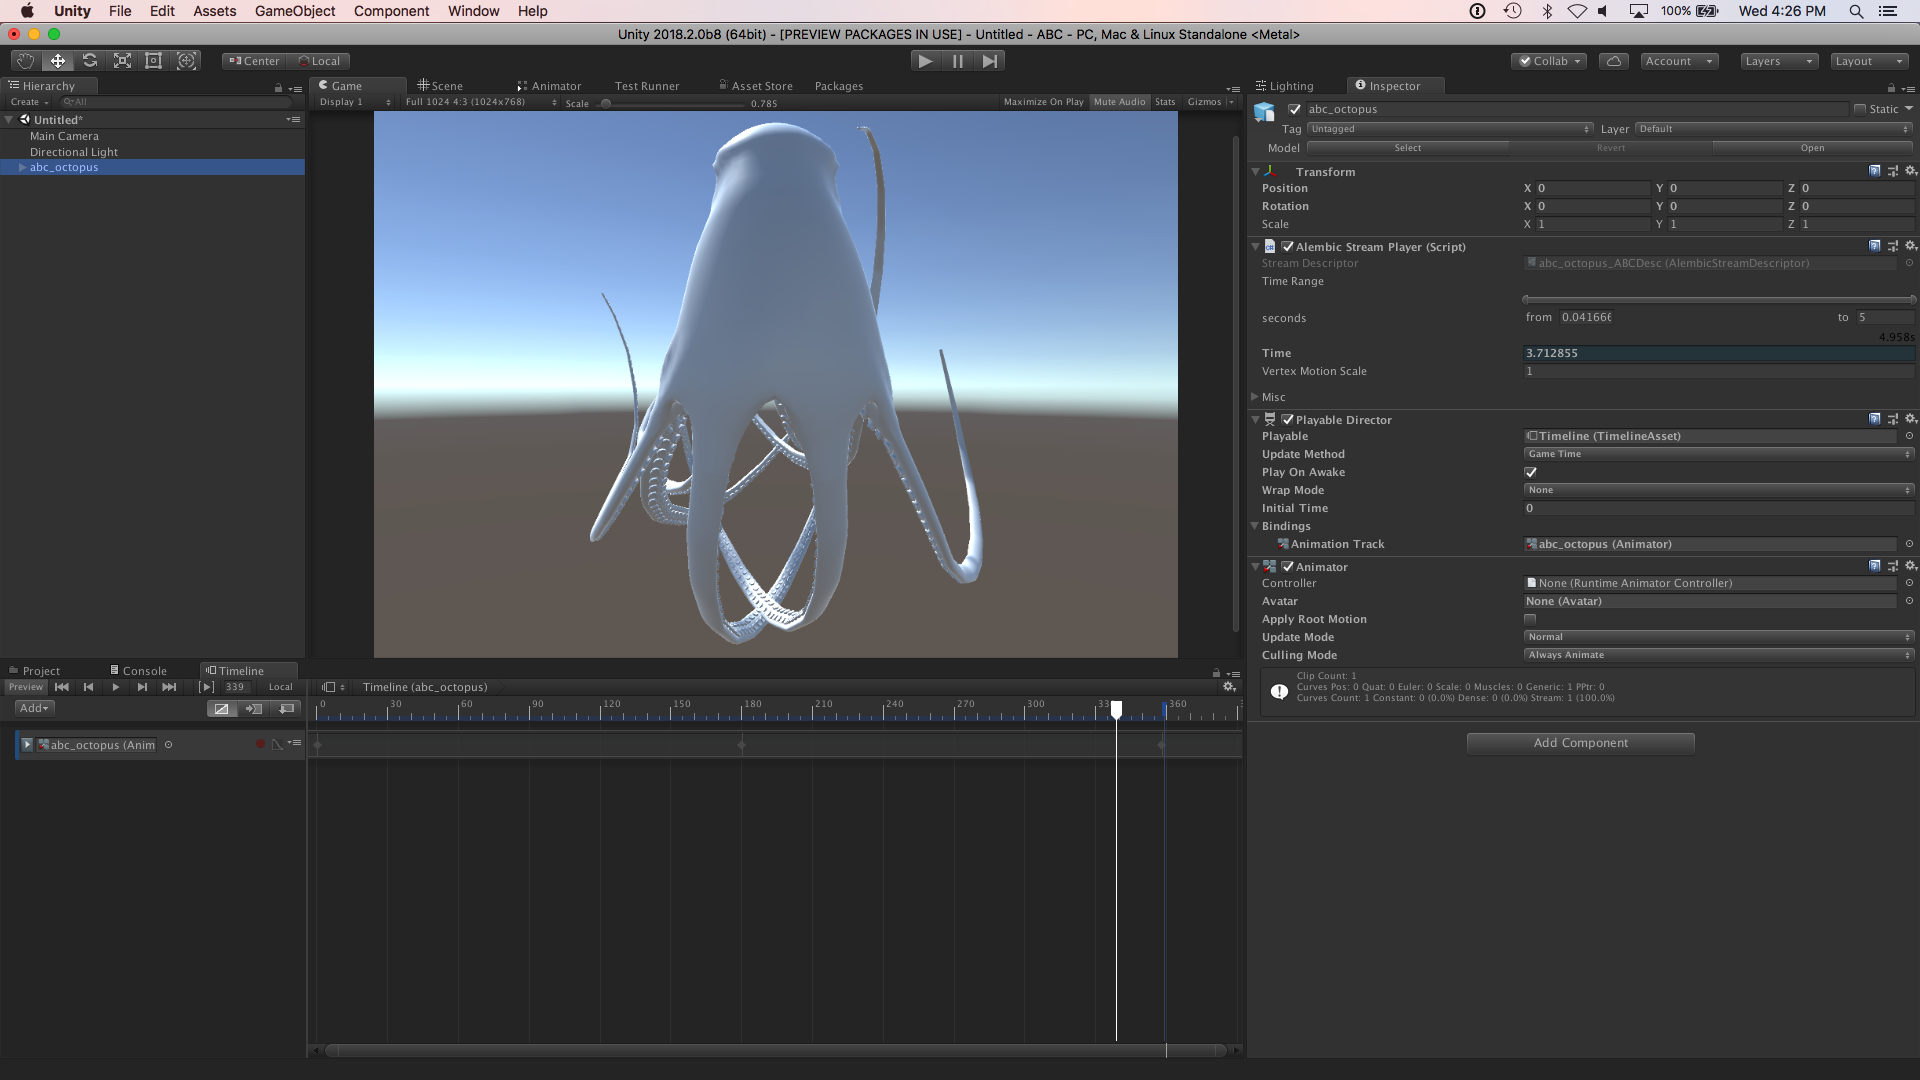 Unity File Edit Assets GameObject Component Window Help 100% Wed 4:26 PM
Unity 2018.2.0b8 (64bit) - [PREVIEW PACKAGES IN USE] - Untitled - ABC - PC, Mac & Linux Standalone <Metal>
Center Local Collab Account Layers Layout
Hierarchy
Create All
Untitled*
Main Camera
Directional Light
abc_octopus
Game Scene Animator Test Runner Asset Store Packages
Display 1 Full 1024 4:3 (1024x768) Scale 0.785 Maximize On Play Mute Audio Stats Gizmos
Lighting Inspector
abc_octopus Static
Tag Untagged Layer Default
Model Select Revert Open
Transform
Position X 0 Y 0 Z 0
Rotation X 0 Y 0 Z 0
Scale X 1 Y 1 Z 1
Alembic Stream Player (Script)
Stream Descriptor abc_octopus_ABCDesc (AlembicStreamDescriptor)
Time Range
seconds from 0.041666 to 5
4.958s
Time 3.712855
Vertex Motion Scale 1
Misc
Playable Director
Playable Timeline (TimelineAsset)
Update Method Game Time
Play On Awake
Wrap Mode None
Initial Time 0
Bindings
Animation Track abc_octopus (Animator)
Animator
Controller None (Runtime Animator Controller)
Avatar None (Avatar)
Apply Root Motion
Update Mode Normal
Culling Mode Always Animate
Clip Count: 1
Curves Pos: 0 Quat: 0 Euler: 0 Scale: 0 Muscles: 0 Generic: 1 PPtr: 0
Curves Count: 1 Constant: 0 (0.0%) Dense: 0 (0.0%) Stream: 1 (100.0%)
Add Component
Project Console Timeline
Preview 339 Local Timeline (abc_octopus)
Add
0 30 60 90 120 150 180 210 240 270 300 360
abc_octopus (Anim